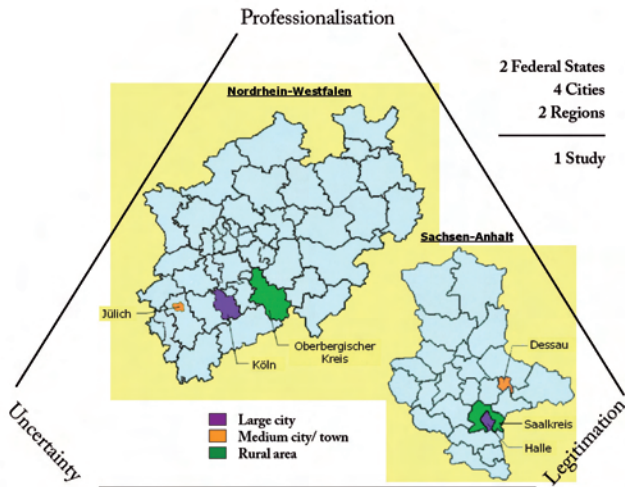 Professionalisation
2 Federal States
4 Cities
2 Regions
1 Study
Nordrhein-Westfalen
Sachsen-Anhalt
Jülich
Köln
Oberbergischer
Kreis
Dessau
Saalkreis
Halle
Large city
Medium city/ town
Rural area
Uncertainty
Legitimation